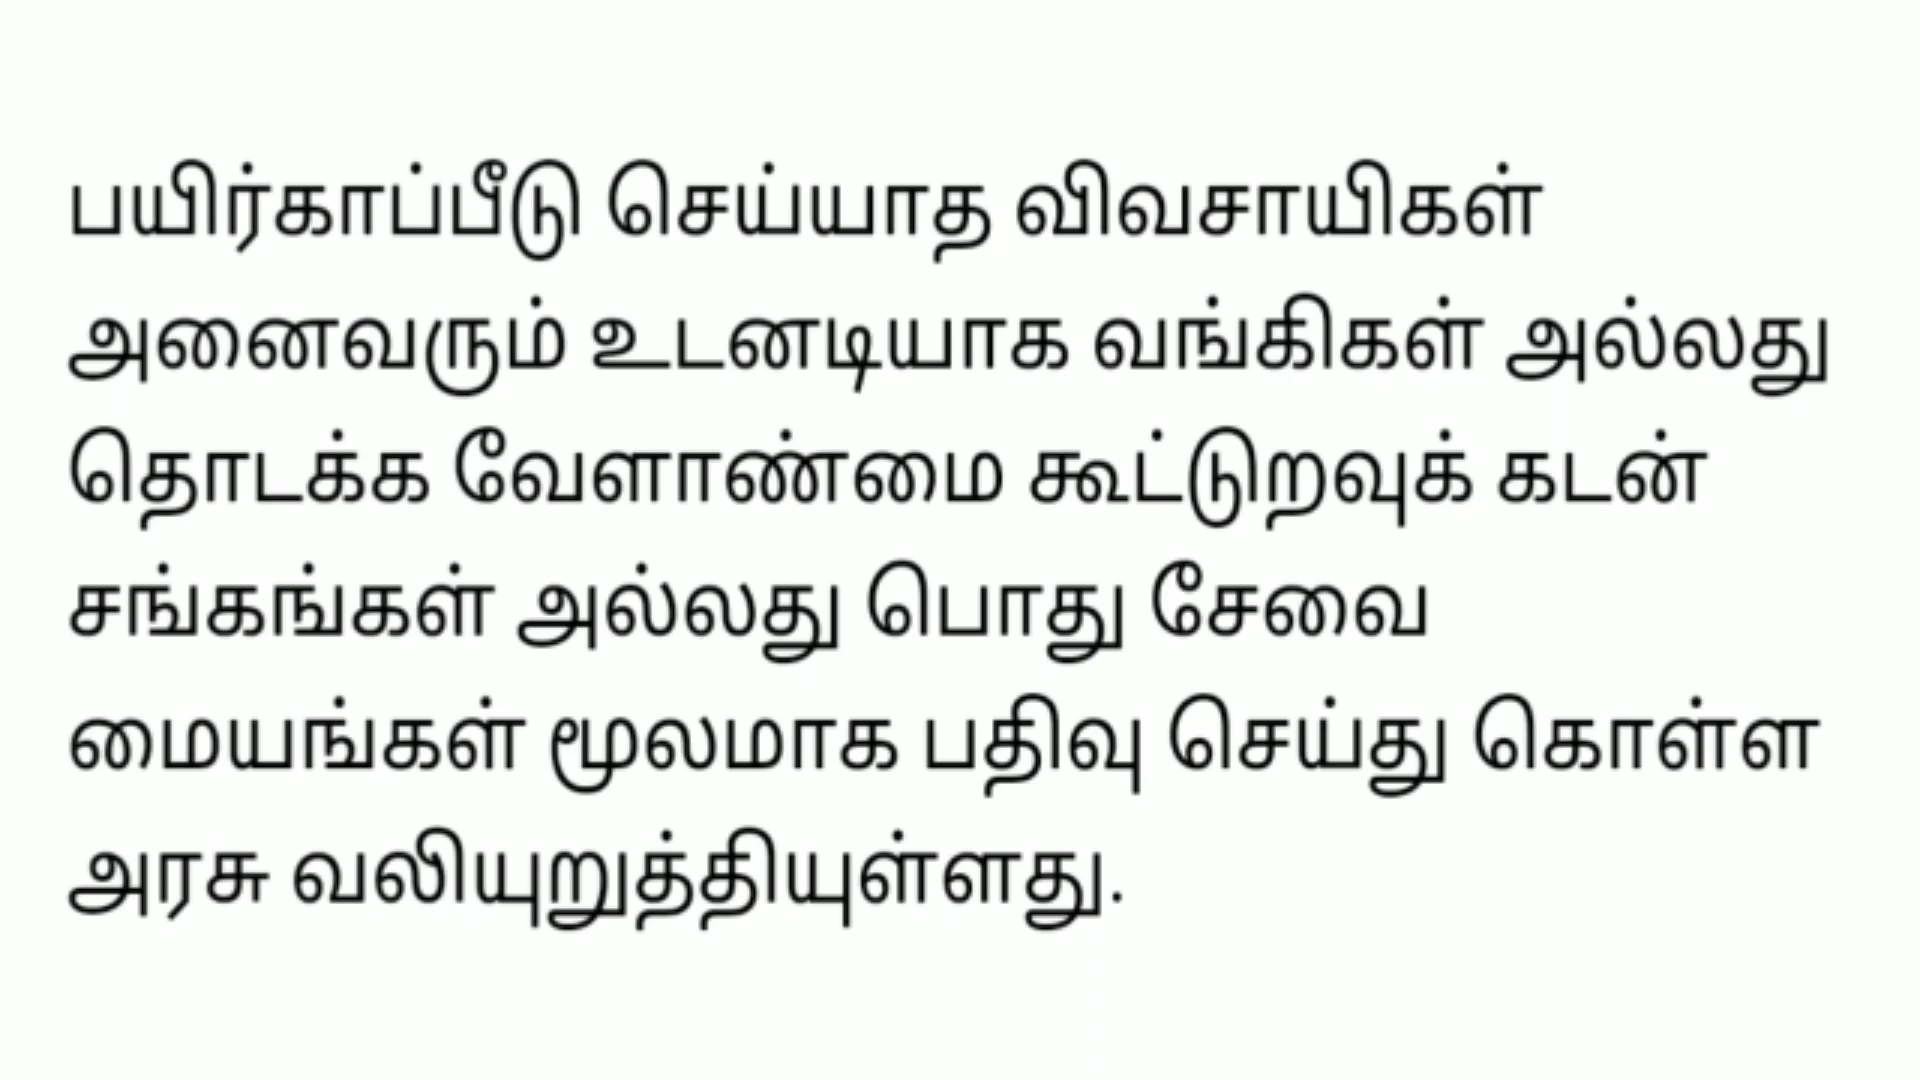 பயிர்காப்பீடு செய்யாத விவசாயிகள்
அனைவரும் உடனடியாக வங்கிகள் அல்லது
தொடக்க வேளாண்மை கூட்டுறவுக் கடன்
சங்கங்கள் அல்லது பொது சேவை
மையங்கள் மூலமாக பதிவு செய்து கொள்ள
அரசு வலியுறுத்தியுள்ளது.